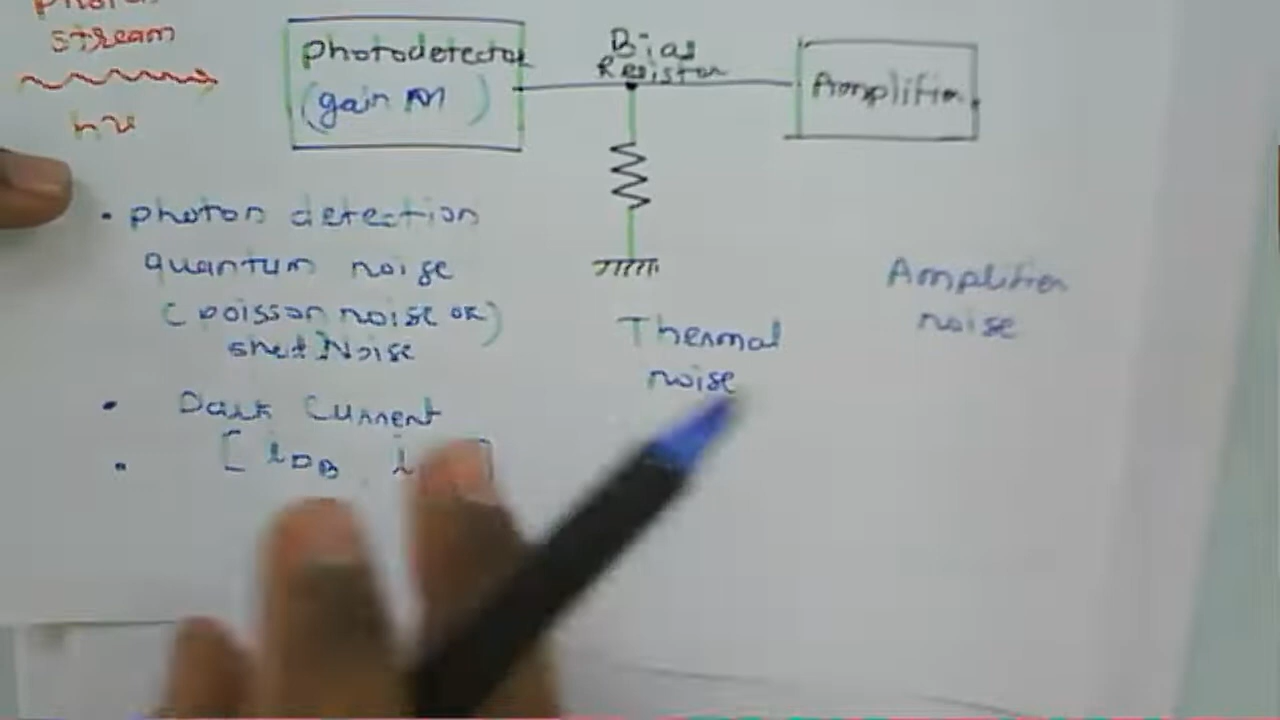 stream
hν
photodetector
(gain M)
Bias
Resistor
Amplifier
• photon detection
quantum noise
(poisson noise or)
shot Noise
• Dark Current
• [ iDB i ]
Thermal
noise
Amplifier
noise